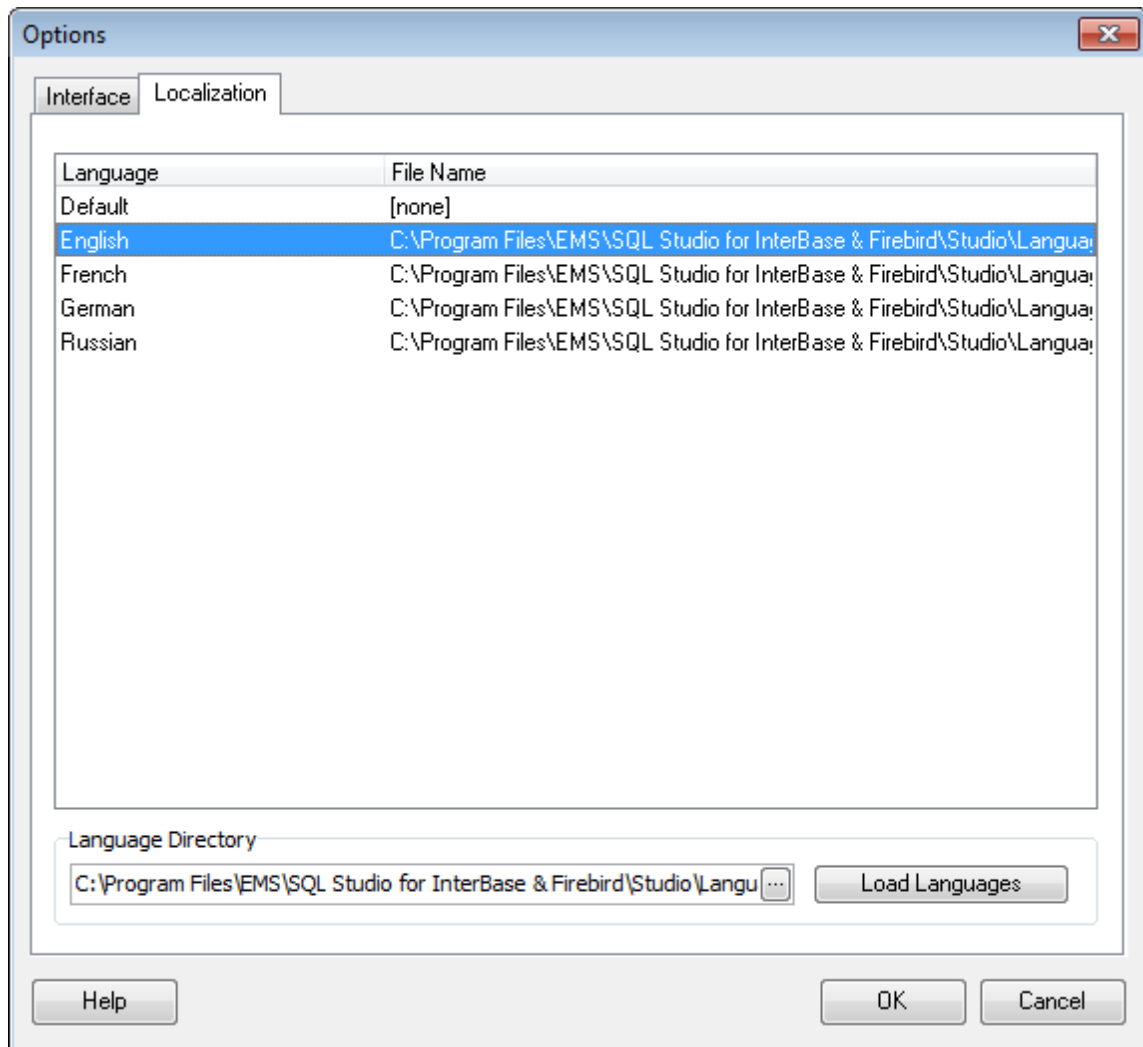 Options
Interface Localization
Language File Name
Default [none]
English C:\Program Files\EMS\SQL Studio for InterBase & Firebird\Studio\Langua
French C:\Program Files\EMS\SQL Studio for InterBase & Firebird\Studio\Langua
German C:\Program Files\EMS\SQL Studio for InterBase & Firebird\Studio\Langua
Russian C:\Program Files\EMS\SQL Studio for InterBase & Firebird\Studio\Langua
Language Directory
C:\Program Files\EMS\SQL Studio for InterBase & Firebird\Studio\Langu ... Load Languages
Help OK Cancel